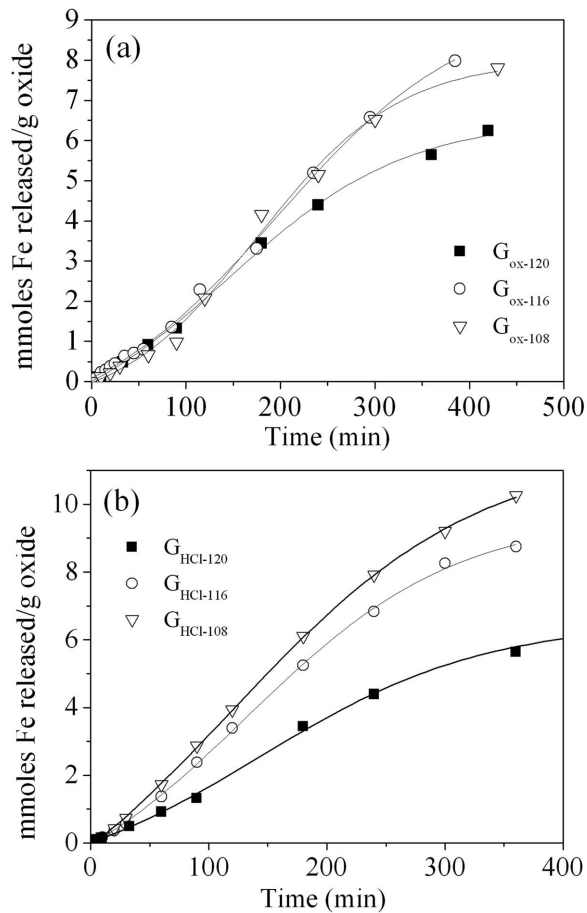 (a)
mmoles Fe released/g oxide
9
8
7
6
5
4
3
2
1
0
G ox-120
G ox-116
G ox-108
0 100 200 300 400 500
Time (min)
(b)
mmoles Fe released/g oxide
10
8
6
4
2
0
G HCl-120
G HCl-116
G HCl-108
0 100 200 300 400
Time (min)